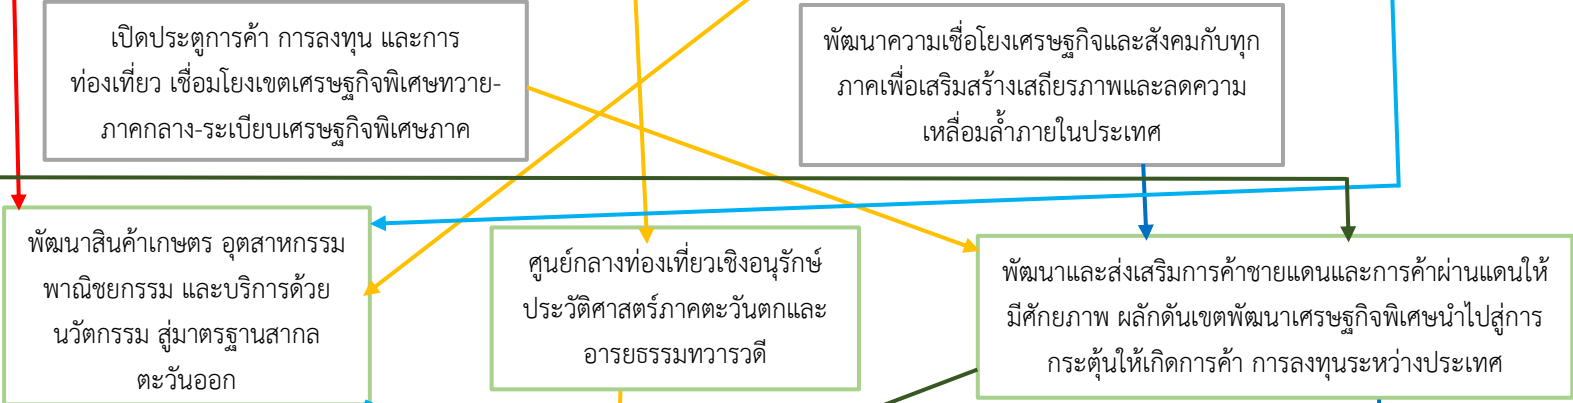 เปิดประตูการค้า การลงทุน และการ
ท่องเที่ยว เชื่อมโยงเขตเศรษฐกิจพิเศษทวาย-
ภาคกลาง-ระเบียบเศรษฐกิจพิเศษภาค
พัฒนาความเชื่อโยงเศรษฐกิจและสังคมกับทุก
ภาคเพื่อเสริมสร้างเสถียรภาพและลดความ
เหลื่อมล้ำภายในประเทศ
พัฒนาสินค้าเกษตร อุตสาหกรรม
พาณิชยกรรม และบริการด้วย
นวัตกรรม สู่มาตรฐานสากล
ตะวันออก
ศูนย์กลางท่องเที่ยวเชิงอนุรักษ์
ประวัติศาสตร์ภาคตะวันตกและ
อารยธรรมทวารวดี
พัฒนาและส่งเสริมการค้าชายแดนและการค้าผ่านแดนให้
มีศักยภาพ ผลักดันเขตพัฒนาเศรษฐกิจพิเศษนำไปสู่การ
กระตุ้นให้เกิดการค้า การลงทุนระหว่างประเทศ